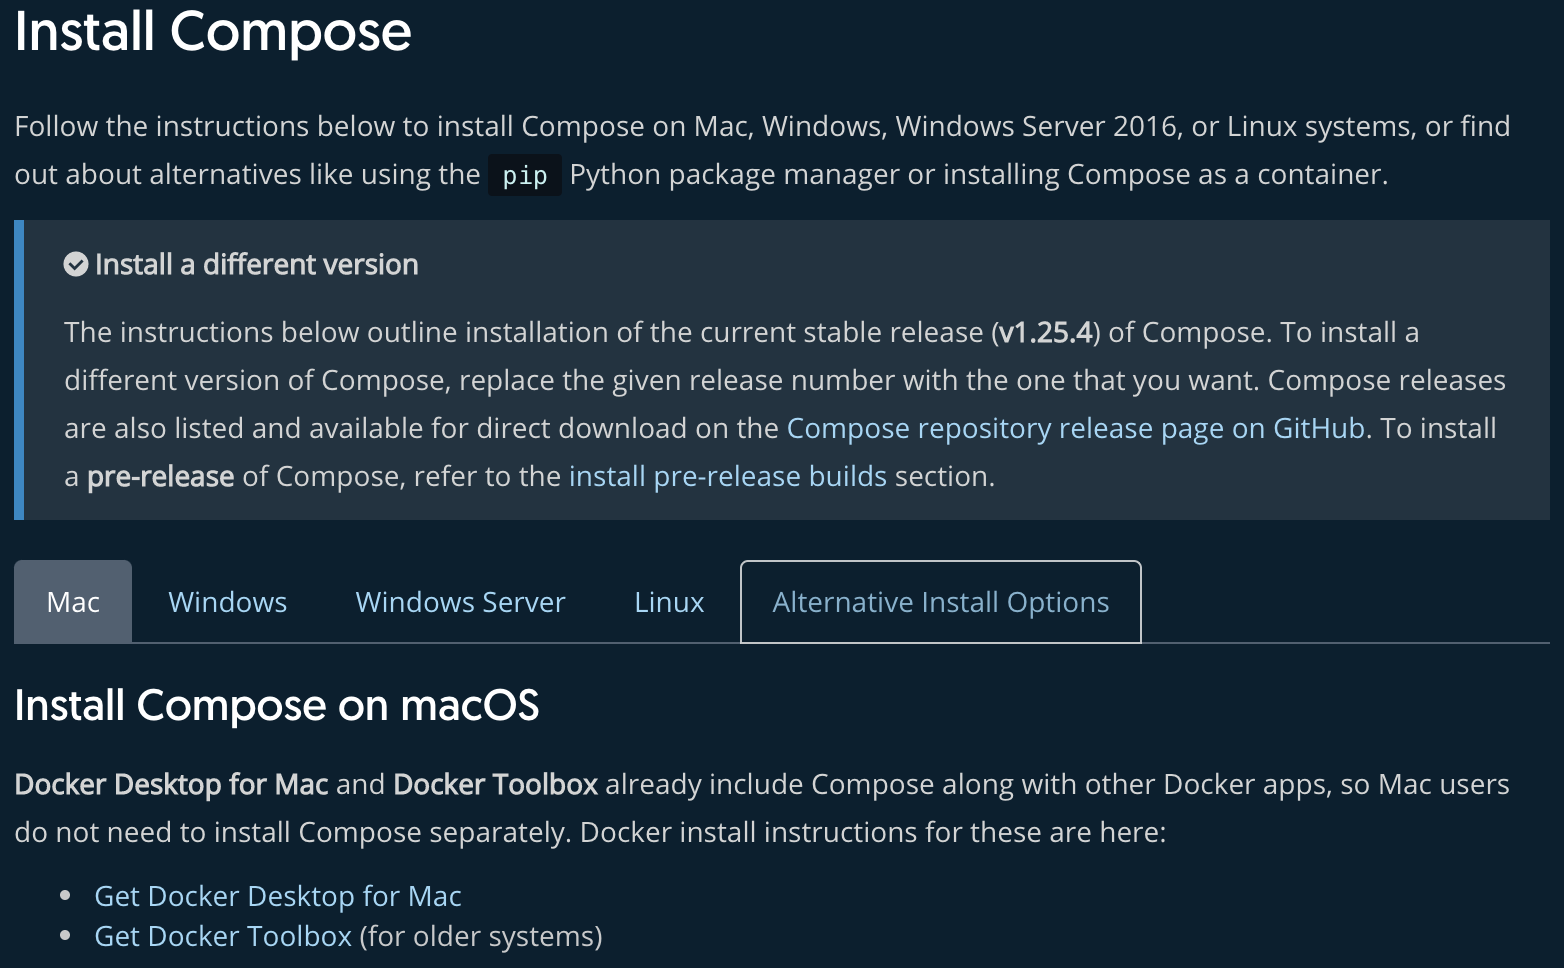 Install Compose
Follow the instructions below to install Compose on Mac, Windows, Windows Server 2016, or Linux systems, or find
out about alternatives like using the pip Python package manager or installing Compose as a container.
Install a different version
The instructions below outline installation of the current stable release (v1.25.4) of Compose. To install a
different version of Compose, replace the given release number with the one that you want. Compose releases
are also listed and available for direct download on the Compose repository release page on GitHub. To install
a pre-release of Compose, refer to the install pre-release builds section.
Mac Windows Windows Server Linux Alternative Install Options
Install Compose on macOS
Docker Desktop for Mac and Docker Toolbox already include Compose along with other Docker apps, so Mac users
do not need to install Compose separately. Docker install instructions for these are here:
• Get Docker Desktop for Mac
• Get Docker Toolbox (for older systems)